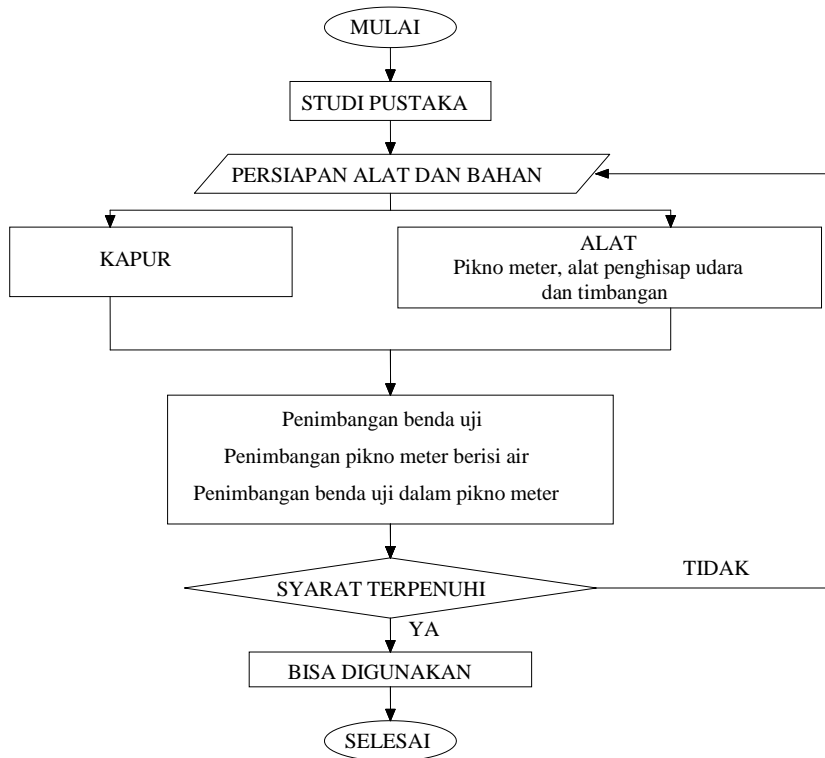 MULAI
STUDI PUSTAKA
PERSIAPAN ALAT DAN BAHAN
KAPUR
ALAT
Pikno meter, alat penghisap udara
dan timbangan
Penimbangan benda uji
Penimbangan pikno meter berisi air
Penimbangan benda uji dalam pikno meter
SYARAT TERPENUHI
TIDAK
YA
BISA DIGUNAKAN
SELESAI